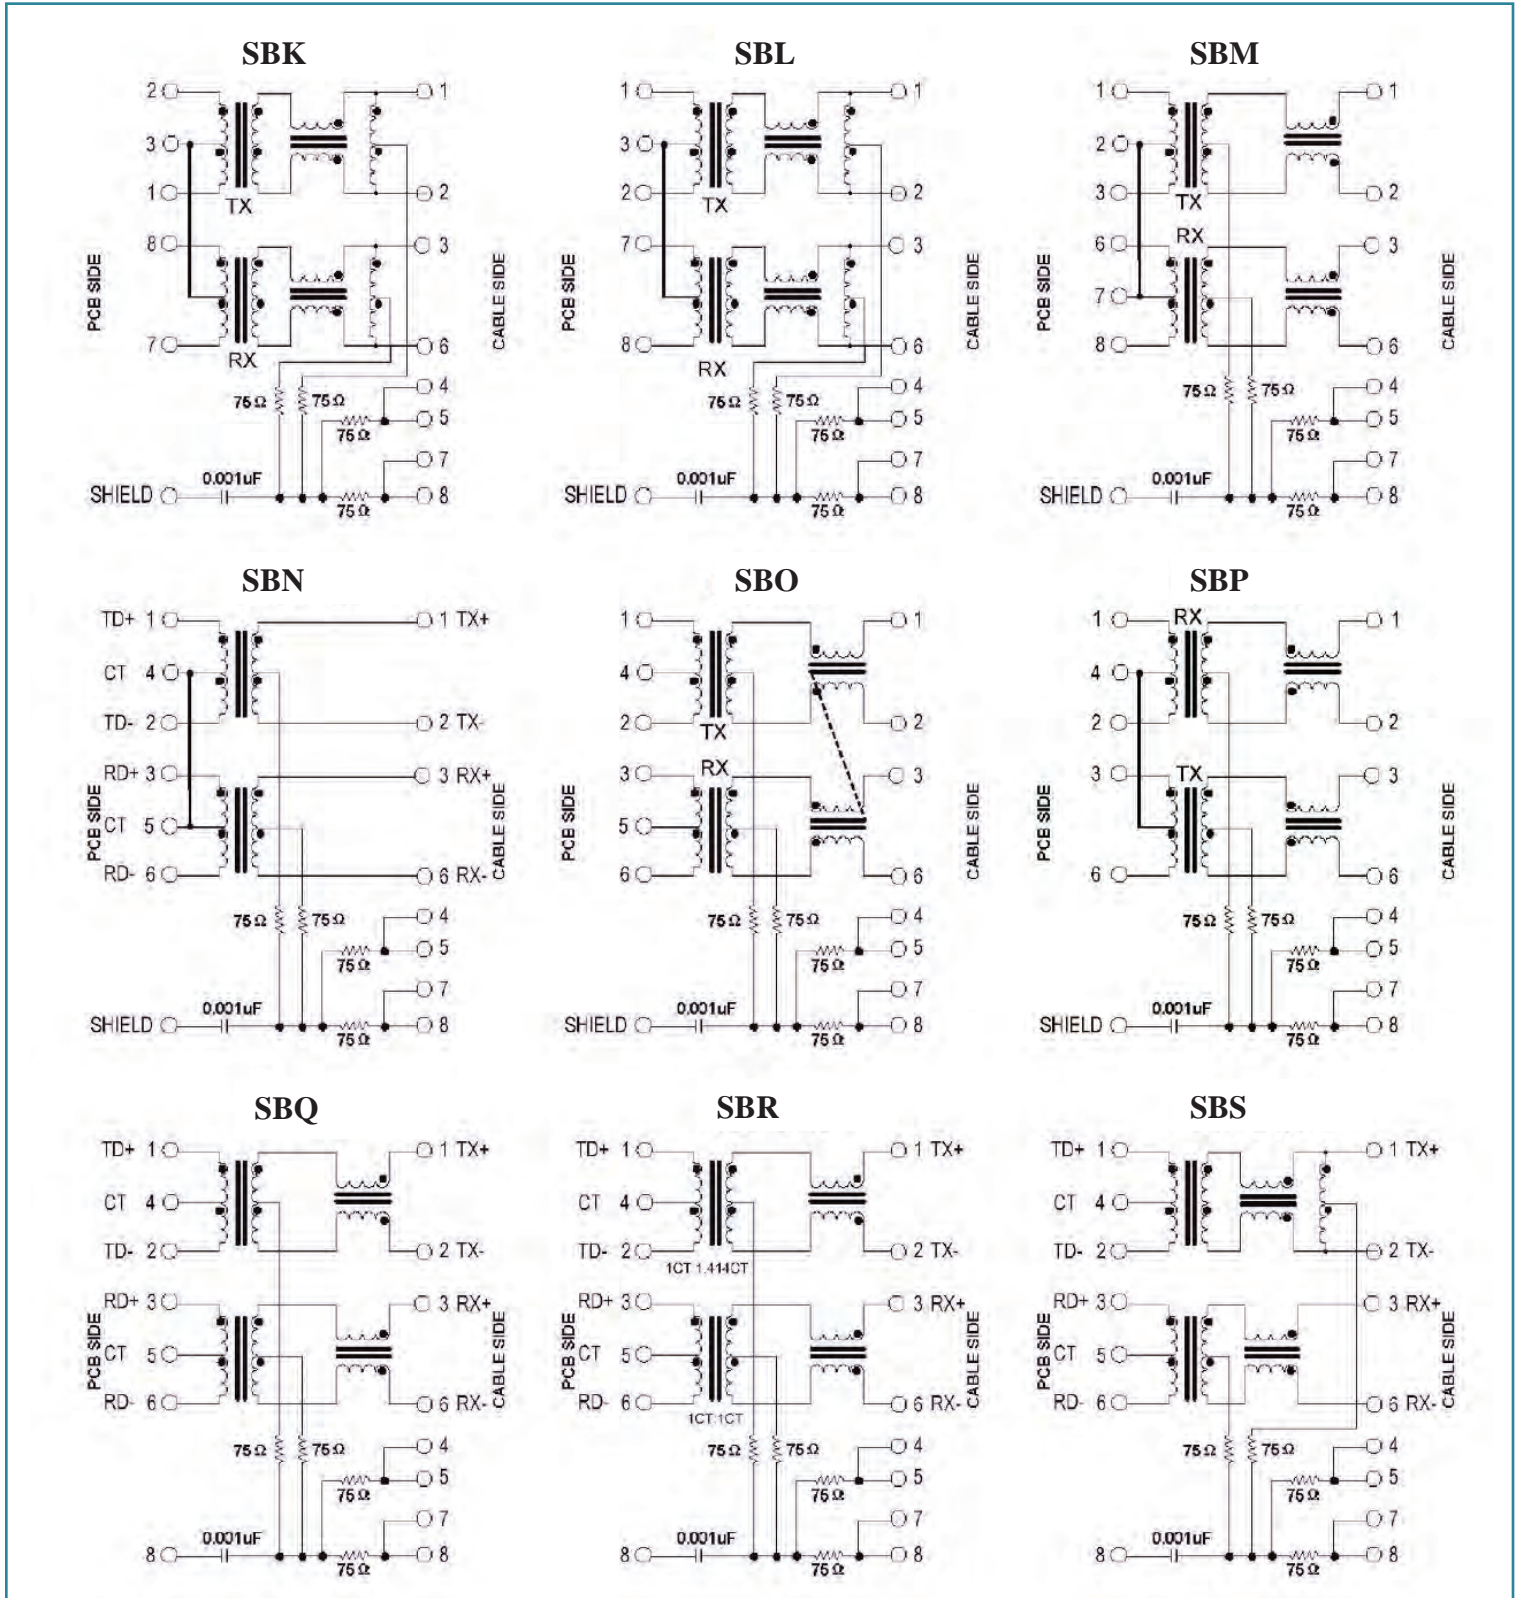 SBK
2 1
3
1 2
TX
8 3
PCB SIDE
CABLE SIDE
7 6
RX
4
75Ω 75Ω
5
75Ω
7
0.001uF
SHIELD 8
75Ω
SBL
1 1
3
2 2
TX
7 3
PCB SIDE
CABLE SIDE
8 6
RX
4
75Ω 75Ω
5
75Ω
7
0.001uF
SHIELD 8
75Ω
SBM
1 1
2
3 2
TX
RX
6 3
PCB SIDE
CABLE SIDE
7
8 6
4
75Ω 75Ω
5
75Ω
7
0.001uF
SHIELD 8
75Ω
SBN
TD+ 1 1 TX+
CT 4
TD- 2 2 TX-
RD+ 3 3 RX+
PCB SIDE
CABLE SIDE
CT 5
RD- 6 6 RX-
4
75Ω 75Ω
5
75Ω
7
0.001uF
SHIELD 8
75Ω
SBO
1 1
4
2 2
TX
RX
3 3
PCB SIDE
CABLE SIDE
5
6 6
4
75Ω 75Ω
5
75Ω
7
0.001uF
SHIELD 8
75Ω
SBP
1 RX 1
4
2 2
3 TX 3
PCB SIDE
CABLE SIDE
6 6
4
75Ω 75Ω
5
75Ω
7
0.001uF
SHIELD 8
75Ω
SBQ
TD+ 1 1 TX+
CT 4
TD- 2 2 TX-
RD+ 3 3 RX+
PCB SIDE
CABLE SIDE
CT 5
RD- 6 6 RX-
4
75Ω 75Ω
5
75Ω
7
0.001uF
8 8
75Ω
SBR
TD+ 1 1 TX+
CT 4
TD- 2 2 TX-
1CT 1.414CT
RD+ 3 3 RX+
PCB SIDE
CABLE SIDE
CT 5
RD- 6 6 RX-
1CT:1CT
4
75Ω 75Ω
5
75Ω
7
0.001uF
8 8
75Ω
SBS
TD+ 1 1 TX+
CT 4
TD- 2 2 TX-
RD+ 3 3 RX+
PCB SIDE
CABLE SIDE
CT 5
RD- 6 6 RX-
4
75Ω 75Ω
5
75Ω
7
0.001uF
8 8
75Ω